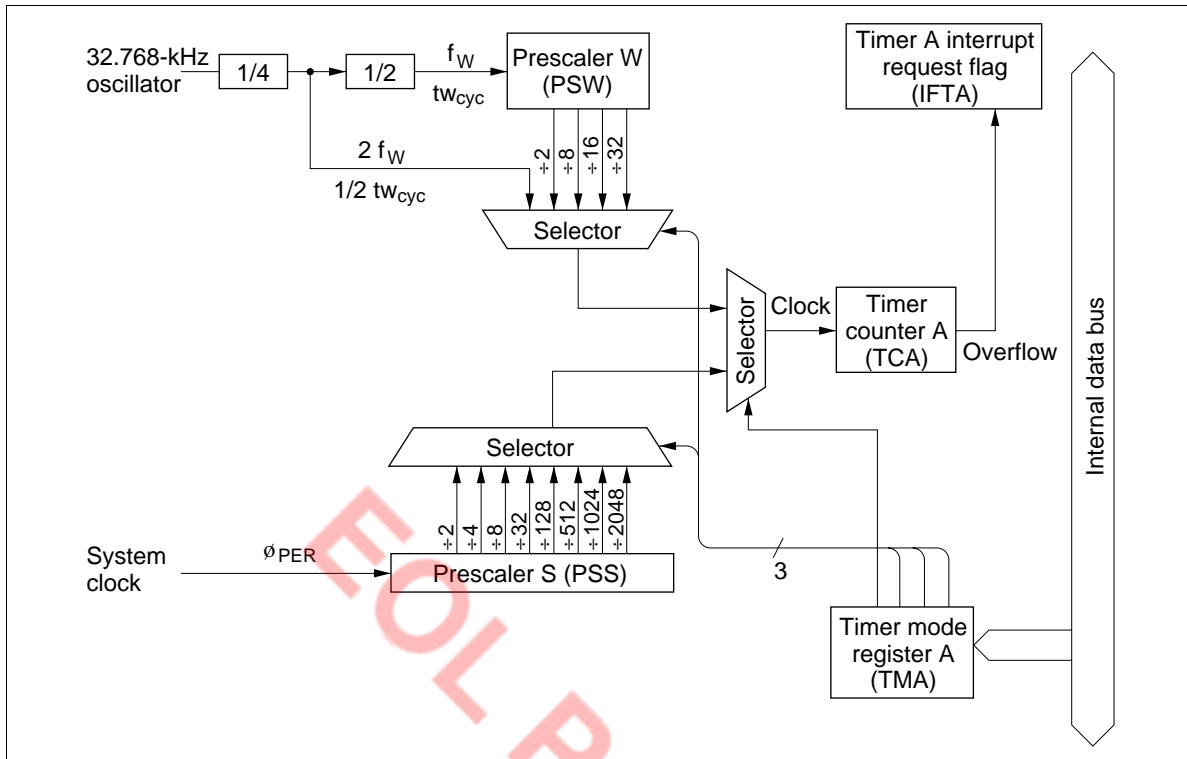 32.768-kHz
oscillator
1/4
1/2
fW
twcyc
Prescaler W
(PSW)
Timer A interrupt
request flag
(IFTA)
2 fW
1/2 twcyc
÷2
÷8
÷16
÷32
Selector
Selector
Clock
Timer
counter A
(TCA)
Overflow
Internal data bus
Selector
÷2
÷4
÷8
÷32
÷128
÷512
÷1024
÷2048
System
clock
øPER
Prescaler S (PSS)
3
Timer mode
register A
(TMA)
EOL P